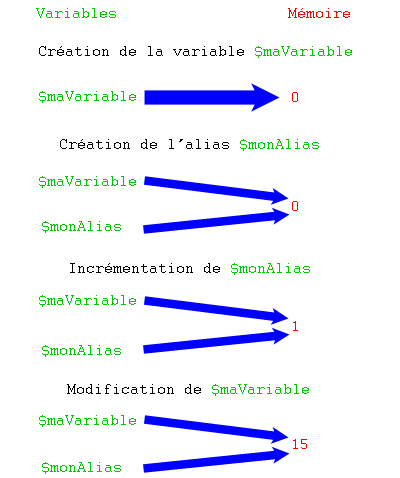 Variables Mémoire
Création de la variable $maVariable
$maVariable 0
Création de l'alias $monAlias
$maVariable
0
$monAlias
Incrémentation de $monAlias
$maVariable
1
$monAlias
Modification de $maVariable
$maVariable
15
$monAlias